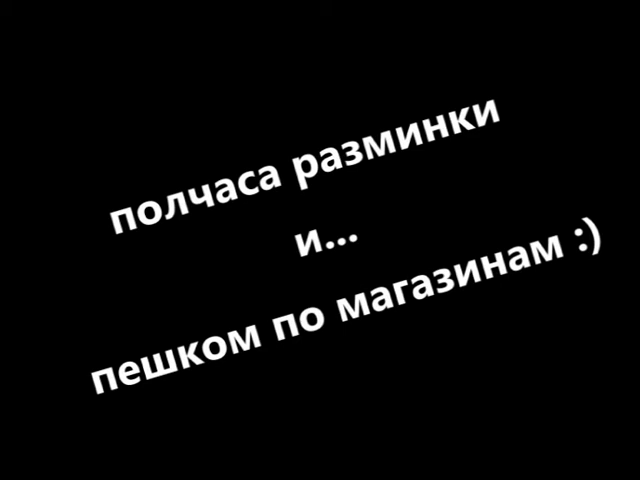 полчаса разминки
и...
пешком по магазинам :)